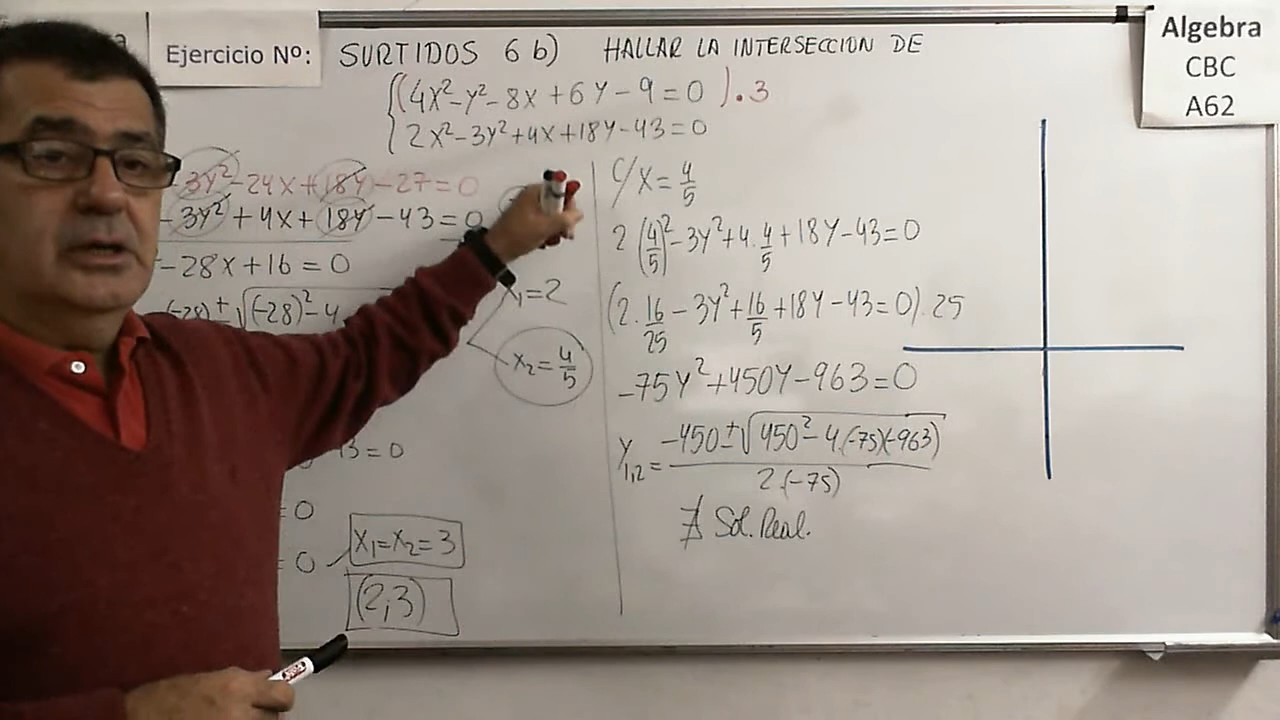 Ejercicio Nº: SURTIDOS 6 b) HALLAR LA INTERSECCION DE
(4X²-y²-8X+6Y-9=0).3
2X²-3Y²+4X+18Y-43=0
Algebra
CBC
A62
-3Y²-24X+18Y-27=0
-3Y²+4X+18Y-43=0
-28X+16=0
(-28)±√(-28)²-4
X₁=2
X₂=4/5
13=0
=0
=0
X₁=X₂=3
(2;3)
C/X=4/5
2(4/5)²-3Y²+4.4/5+18Y-43=0
(2.16/25-3Y²+16/5+18Y-43=0).25
-75Y²+450Y-963=0
Y₁,₂=-450±√450²-4.(-75)(-963)/2.(-75)
∄ Sol. Real.